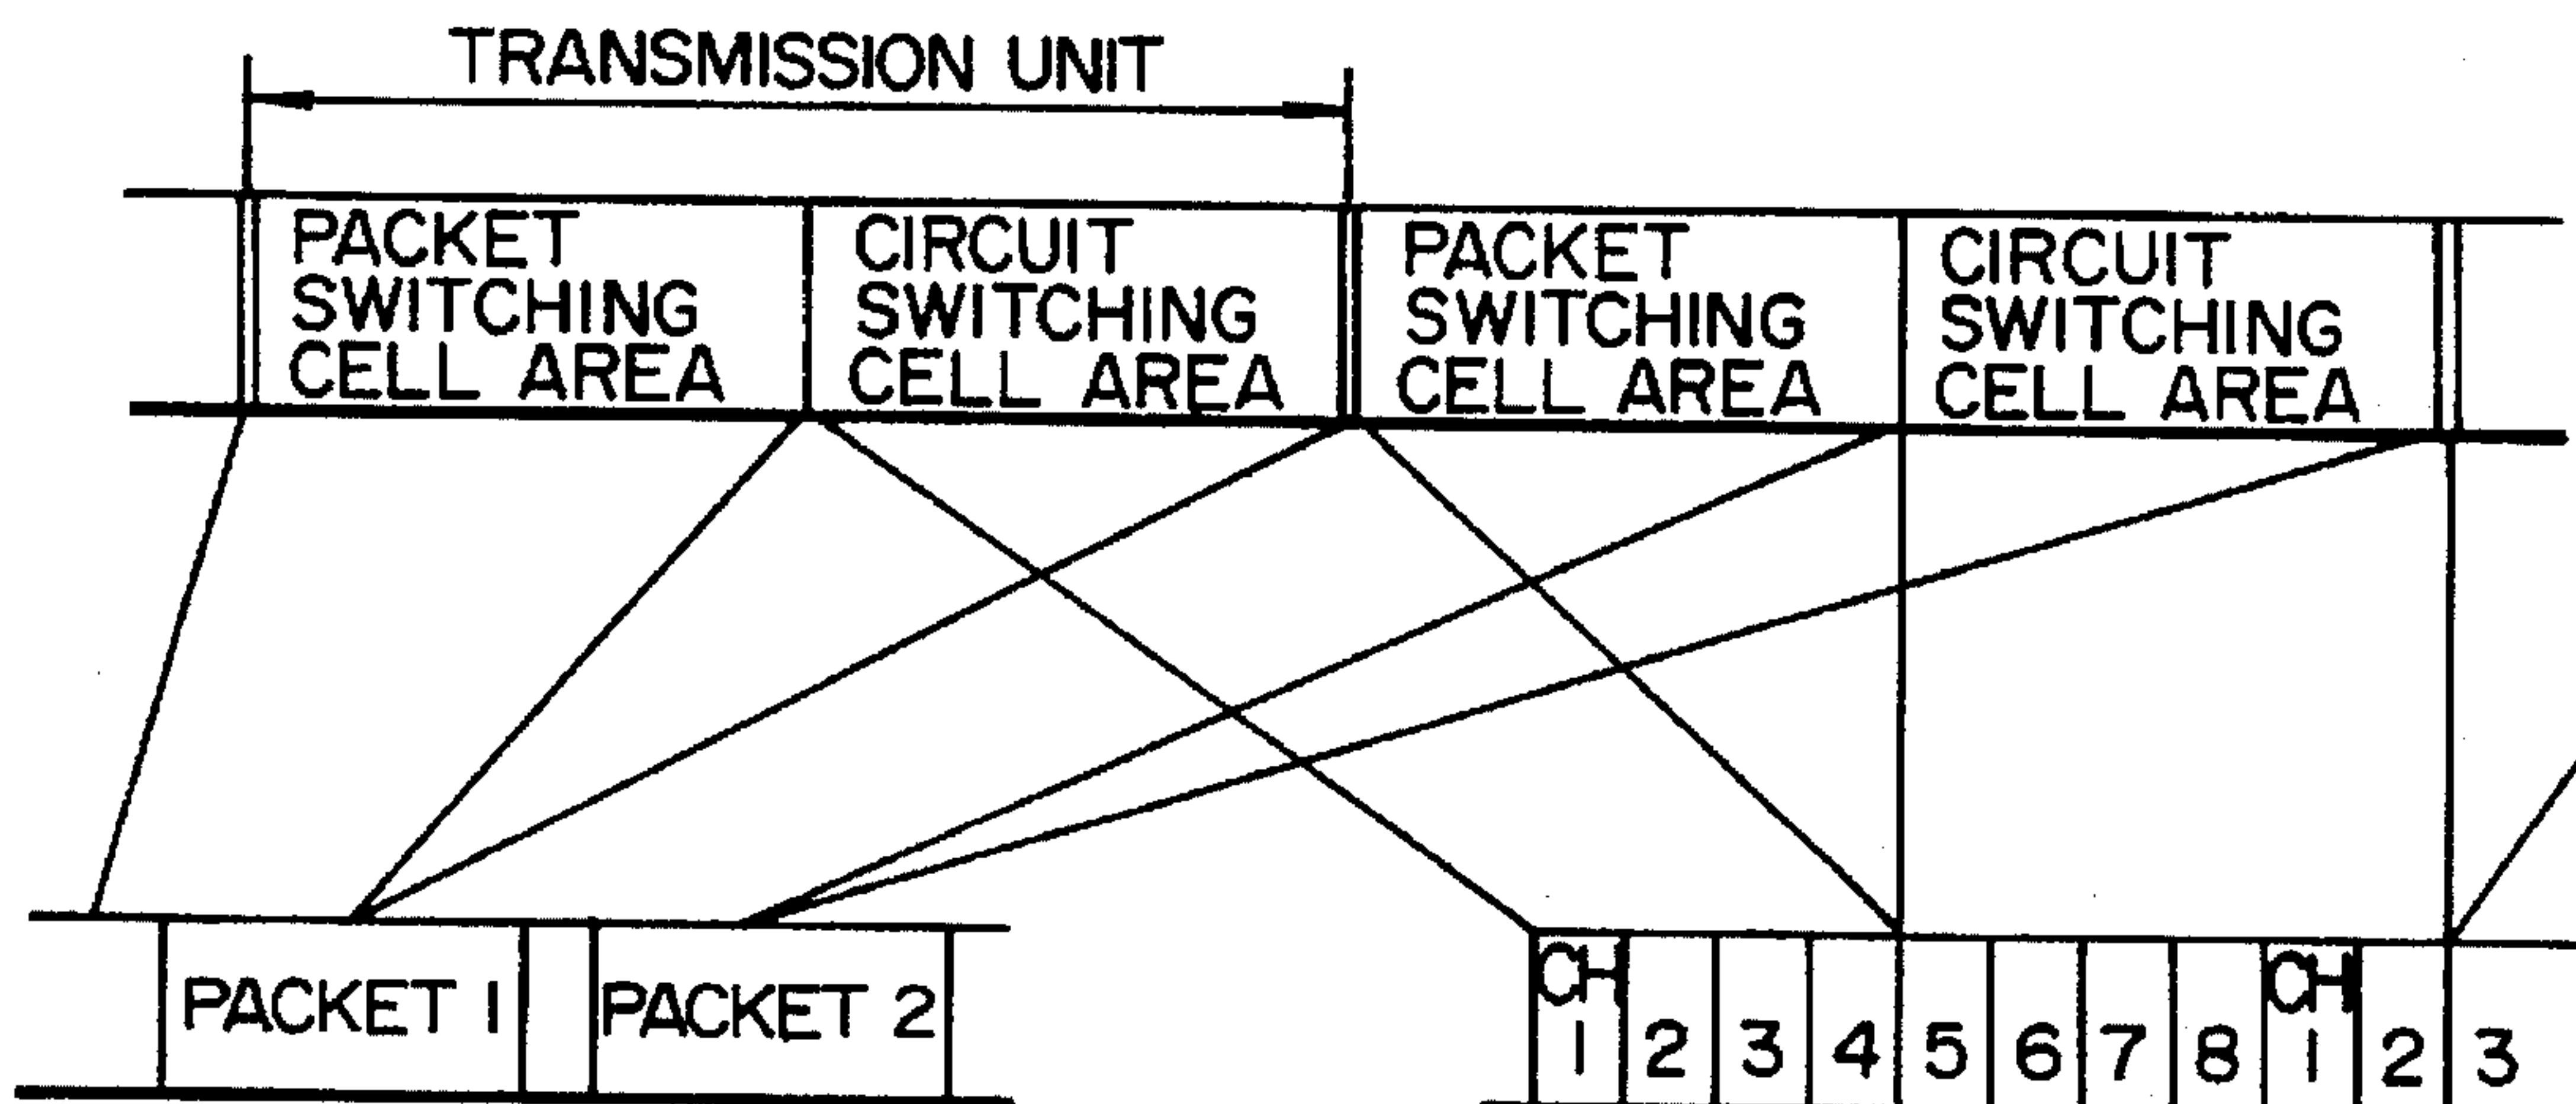 TRANSMISSION UNIT
PACKET
SWITCHING
CELL AREA
CIRCUIT
SWITCHING
CELL AREA
PACKET
SWITCHING
CELL AREA
CIRCUIT
SWITCHING
CELL AREA
PACKET 1
PACKET 2
CH
1
2
3
4
5
6
7
8
CH
1
2
3